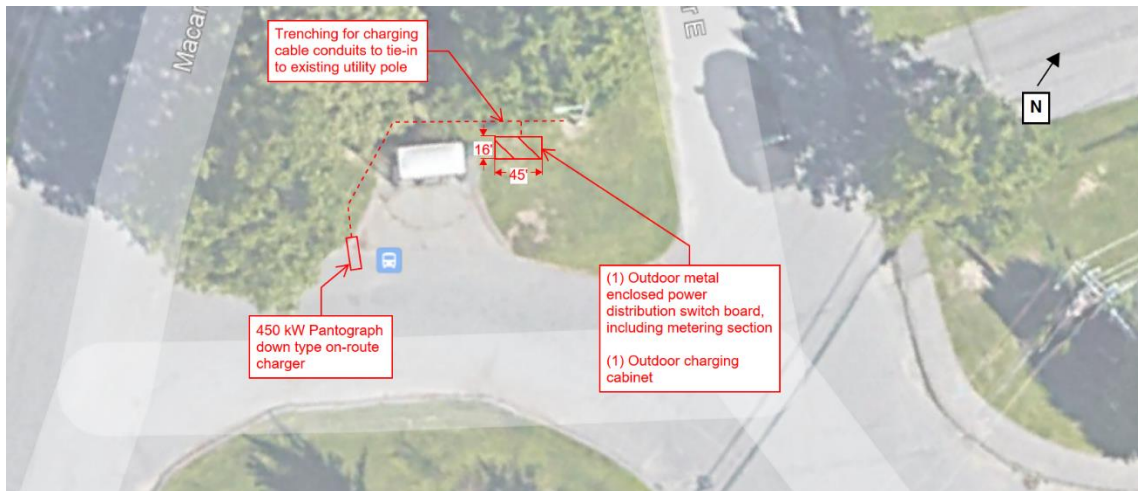 Macar
r E
Trenching for charging
cable conduits to tie-in
to existing utility pole
N
16'
45'
450 kW Pantograph
down type on-route
charger
(1) Outdoor metal
enclosed power
distribution switch board,
including metering section
(1) Outdoor charging
cabinet